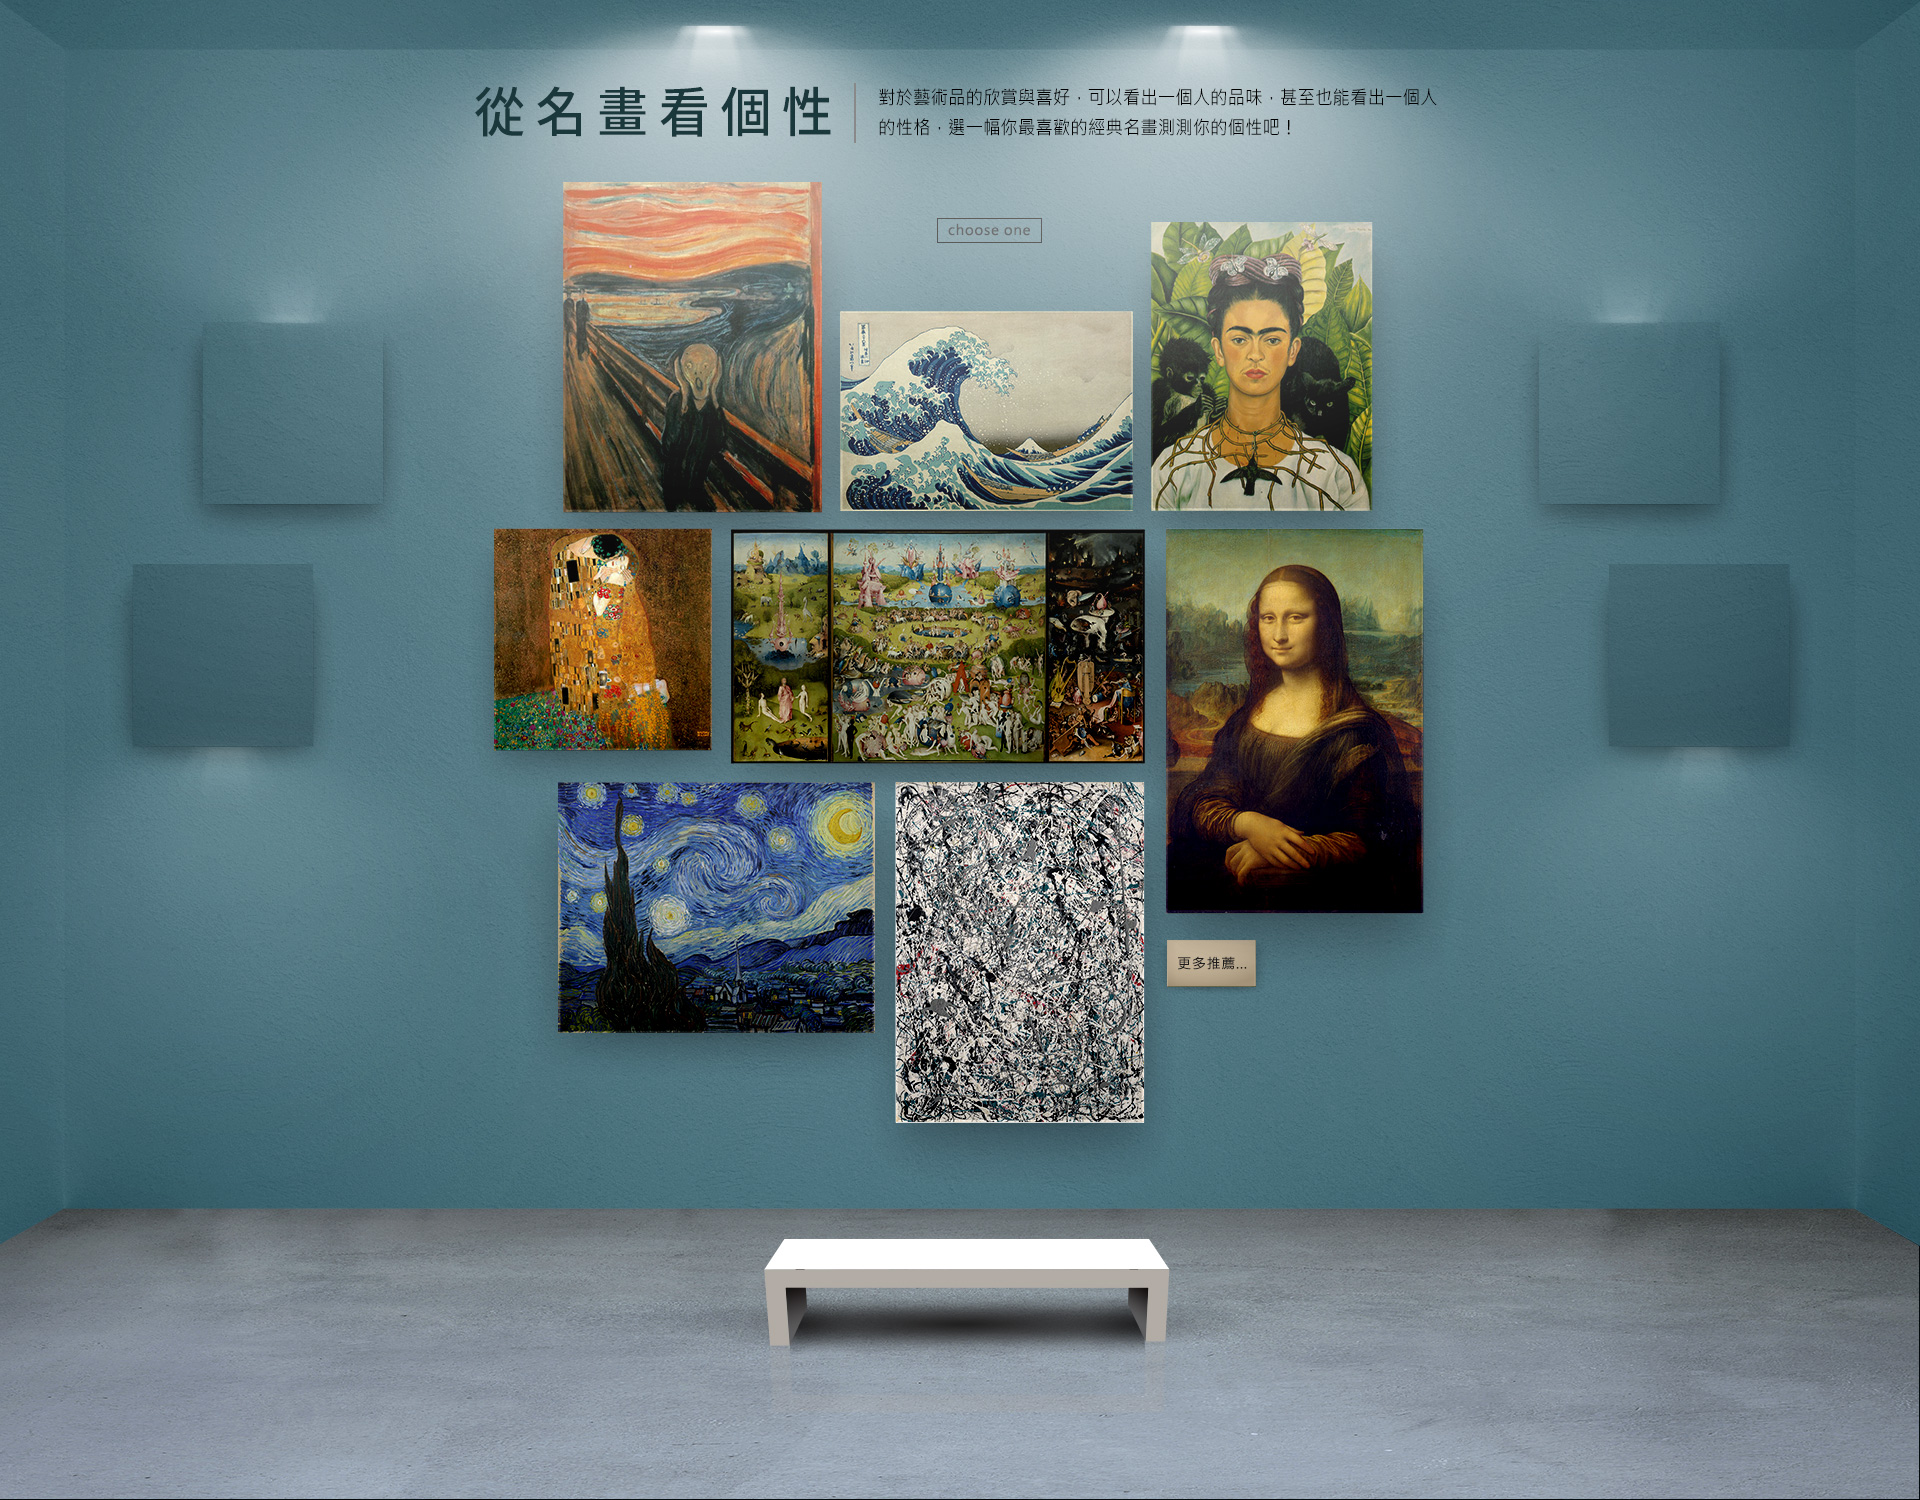 從名畫看個性
對於藝術品的欣賞與喜好，可以看出一個人的品味，甚至也能看出一個人
的性格，選一幅你最喜歡的經典名畫測測你的個性吧！
choose one
更多推薦...